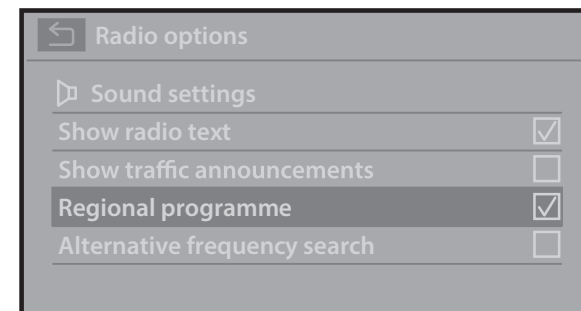 Radio options
Sound settings
Show radio text
Show traffic announcements
Regional programme
Alternative frequency search